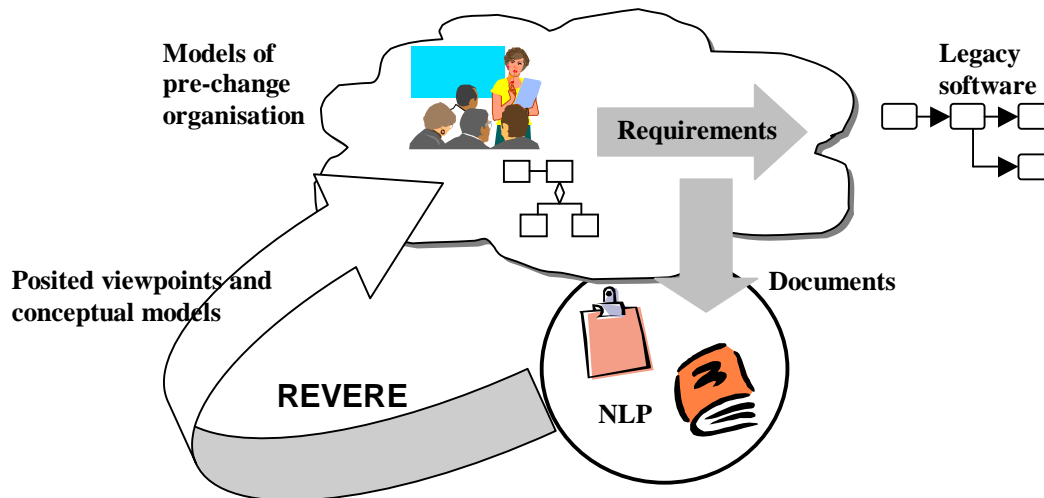 Models of
pre-change
organisation
Legacy
software
Requirements
Posited viewpoints and
conceptual models
Documents
REVERE
NLP